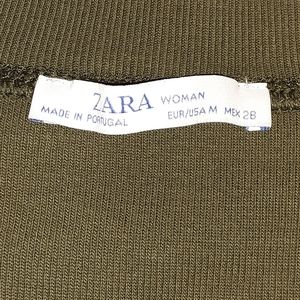 ZARA WOMAN
MADE IN PORTUGAL EUR/USA M MEX 28